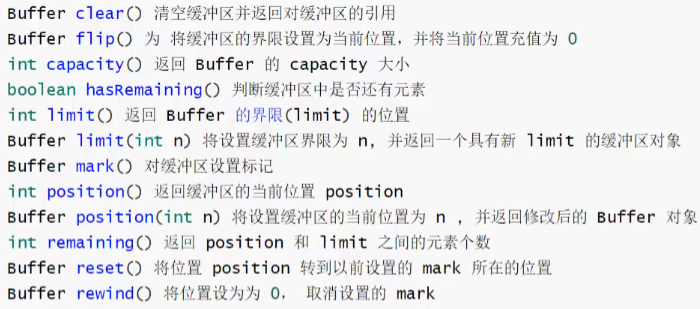 Buffer clear() 清空缓冲区并返回对缓冲区的引用
Buffer flip() 为 将缓冲区的界限设置为当前位置，并将当前位置充值为 0
int capacity() 返回 Buffer 的 capacity 大小
boolean hasRemaining() 判断缓冲区中是否还有元素
int limit() 返回 Buffer 的界限(limit) 的位置
Buffer limit(int n) 将设置缓冲区界限为 n, 并返回一个具有新 limit 的缓冲区对象
Buffer mark() 对缓冲区设置标记
int position() 返回缓冲区的当前位置 position
Buffer position(int n) 将设置缓冲区的当前位置为 n , 并返回修改后的 Buffer 对象
int remaining() 返回 position 和 limit 之间的元素个数
Buffer reset() 将位置 position 转到以前设置的 mark 所在的位置
Buffer rewind() 将位置设为为 0， 取消设置的 mark